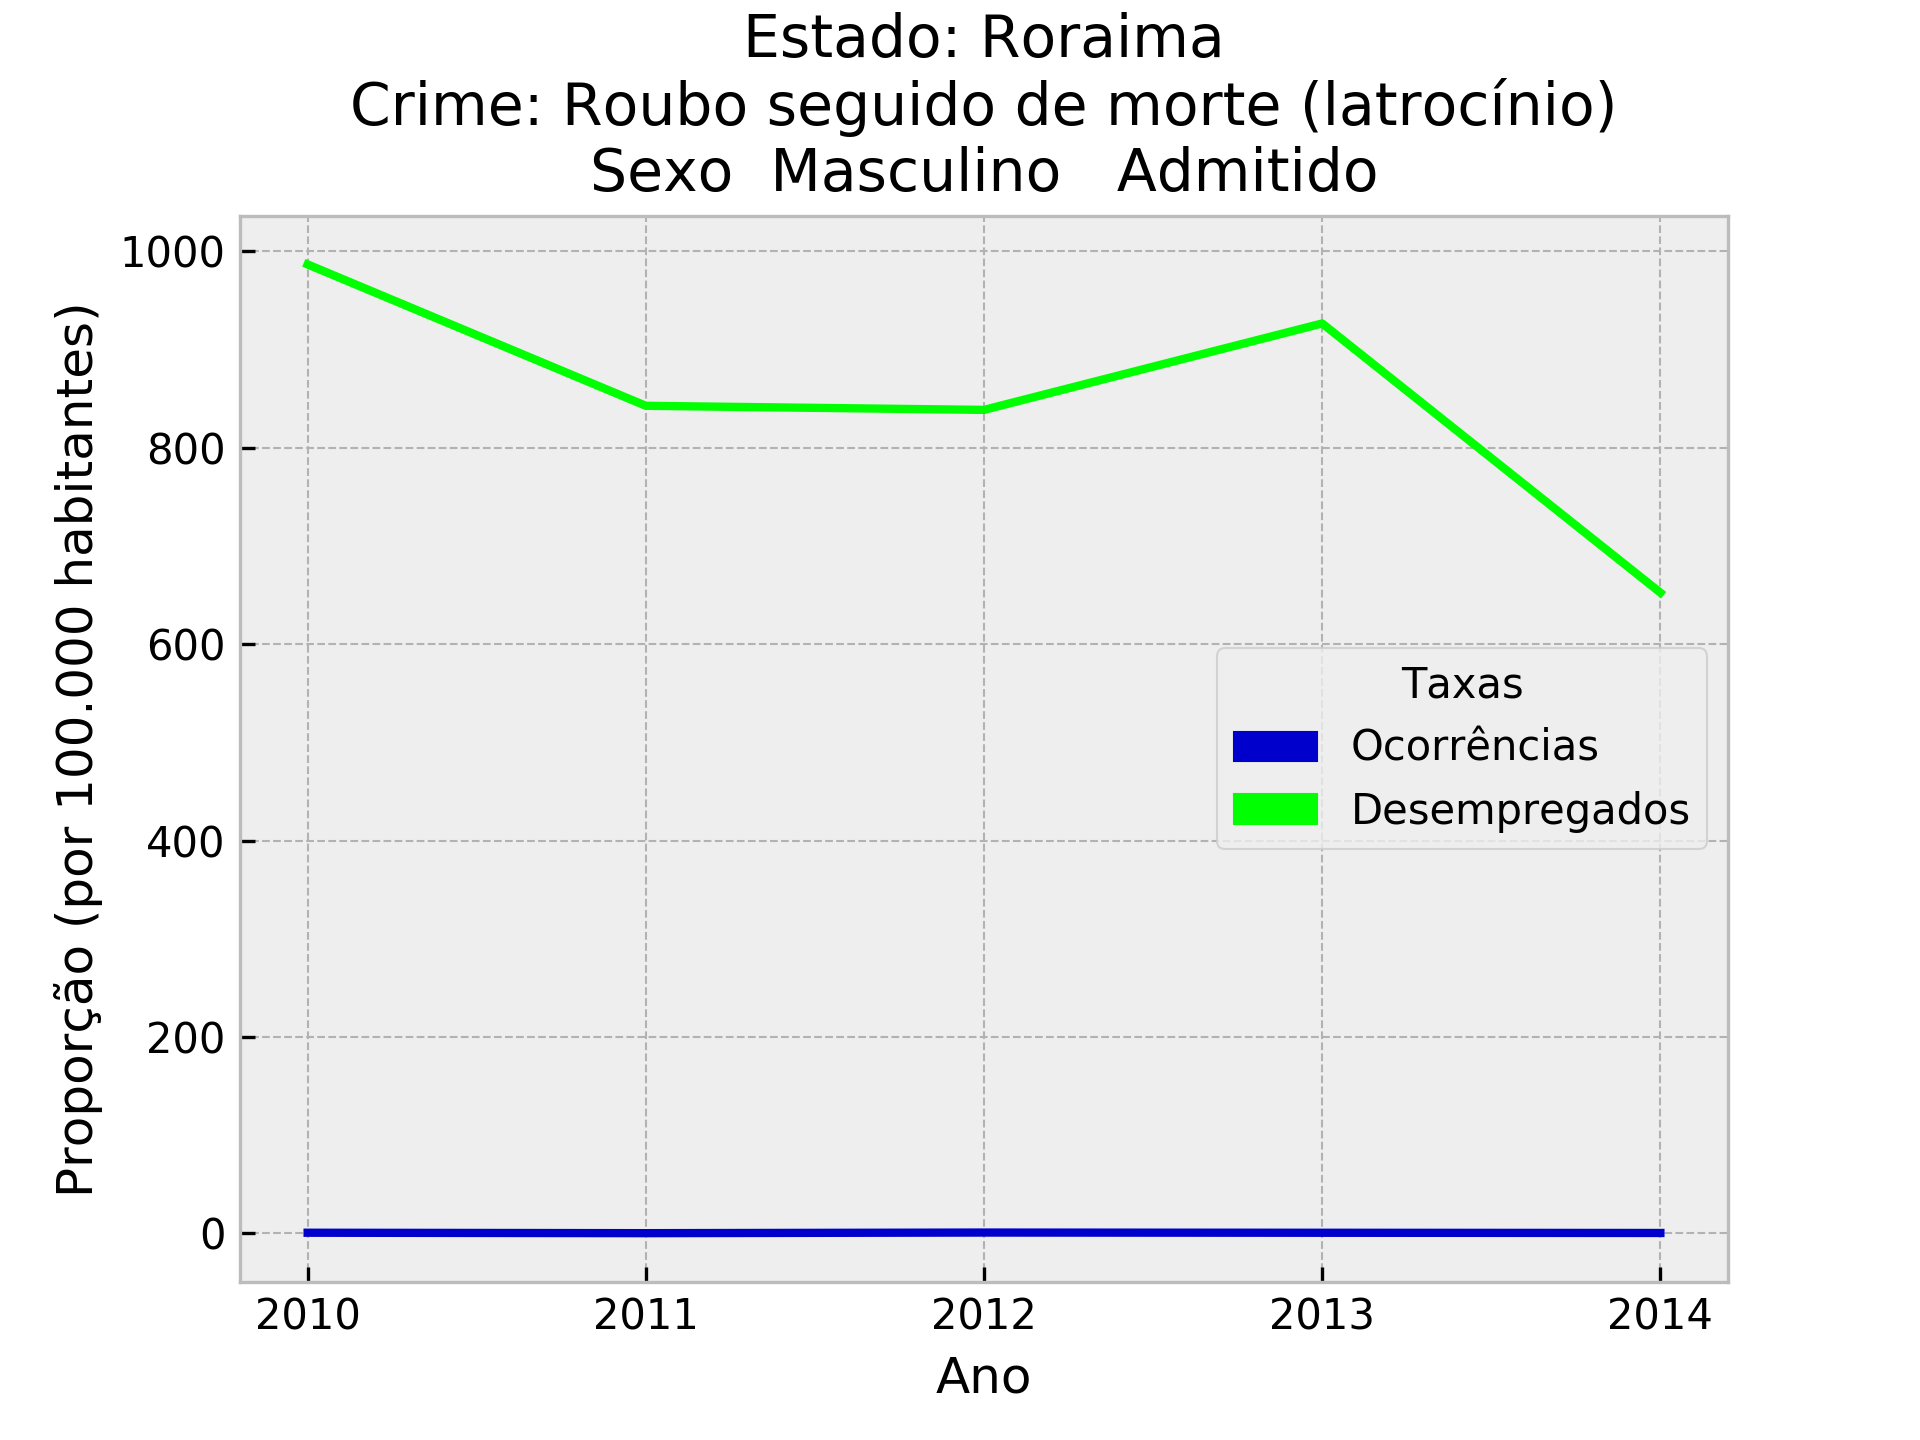 Estado: Roraima
Crime: Roubo seguido de morte (latrocínio)
Sexo  Masculino   Admitido
Proporção (por 100.000 habitantes)
1000
800
600
400
200
0
Taxas
Ocorrências
Desempregados
2010 2011 2012 2013 2014
Ano